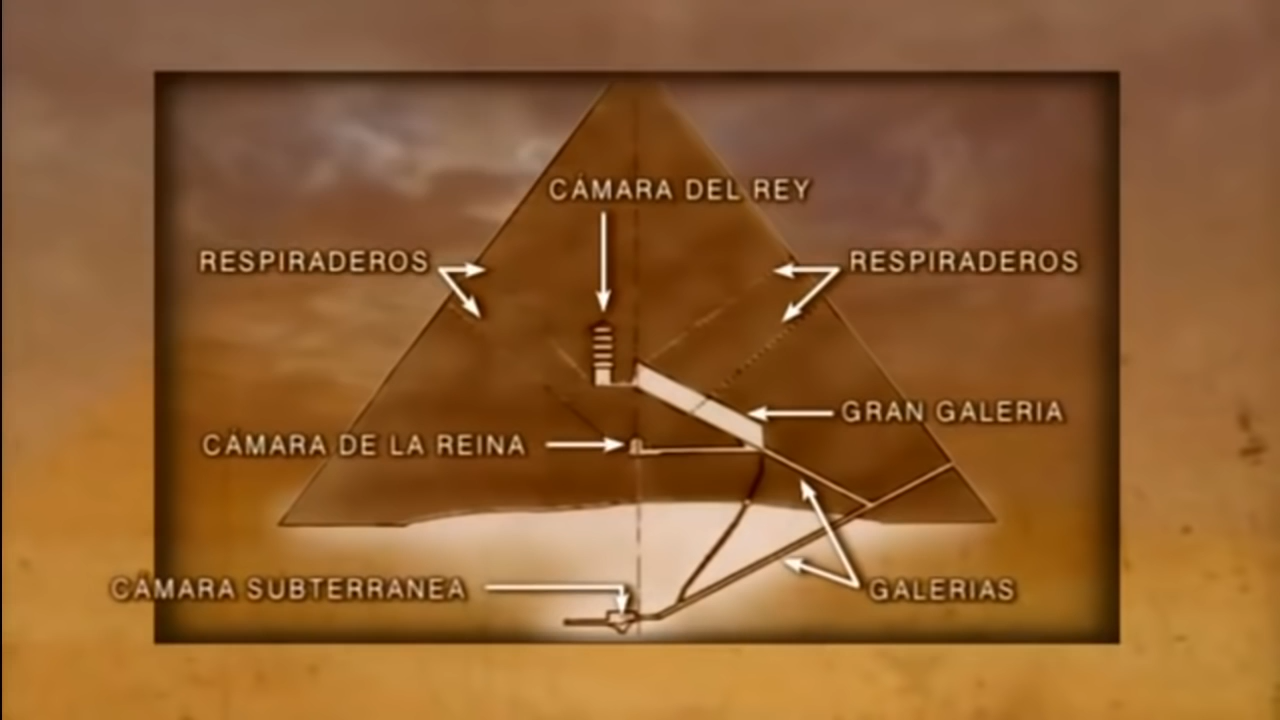 CÁMARA DEL REY
RESPIRADEROS
RESPIRADEROS
GRAN GALERIA
CÁMARA DE LA REINA
CÁMARA SUBTERRANEA
GALERIAS